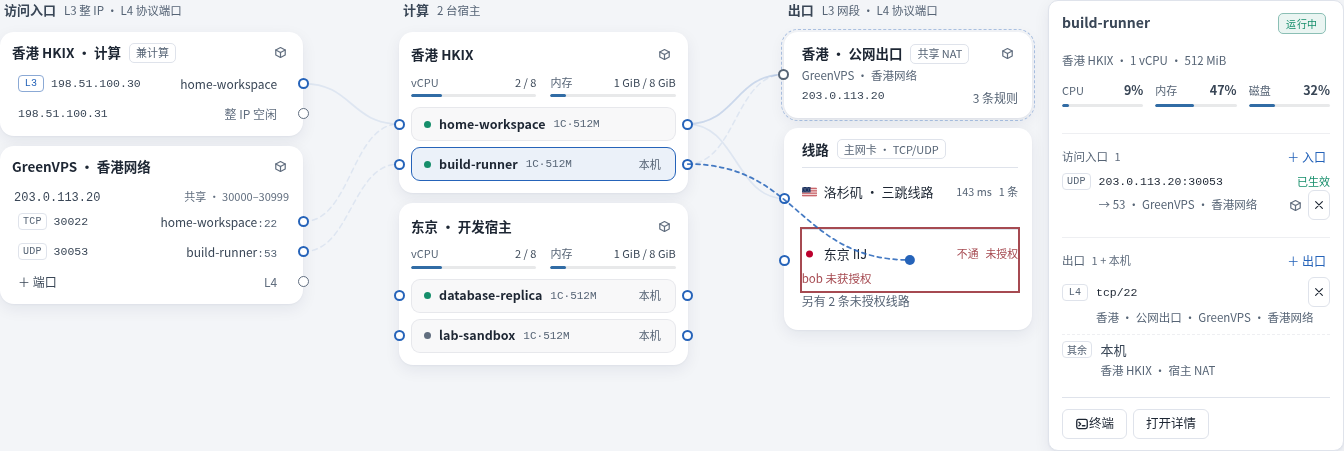 访问入口 L3 整 IP · L4 协议端口
香港 HKIX · 计算 兼计算
L3 198.51.100.30 home-workspace
198.51.100.31 整 IP 空闲
GreenVPS · 香港网络
203.0.113.20 共享 · 30000–30999
TCP 30022 home-workspace:22
UDP 30053 build-runner:53
＋ 端口 L4
计算 2 台宿主
香港 HKIX
vCPU 2 / 8 内存 1 GiB / 8 GiB
home-workspace 1C·512M
build-runner 1C·512M 本机
东京 · 开发宿主
vCPU 2 / 8 内存 1 GiB / 8 GiB
database-replica 1C·512M 本机
lab-sandbox 1C·512M 本机
出口 L3 网段 · L4 协议端口
香港 · 公网出口 共享 NAT
GreenVPS · 香港网络
203.0.113.20 3 条规则
线路 主网卡 · TCP/UDP
洛杉矶 · 三跳线路 143 ms 1 条
东京 IIJ 不通 未授权
bob 未获授权
另有 2 条未授权线路
build-runner 运行中
香港 HKIX · 1 vCPU · 512 MiB
CPU 9% 内存 47% 磁盘 32%
访问入口 1 ＋ 入口
UDP 203.0.113.20:30053 已生效
→ 53 · GreenVPS · 香港网络
出口 1 + 本机 ＋ 出口
L4 tcp/22
香港 · 公网出口 · GreenVPS · 香港网络
其余 本机
香港 HKIX · 宿主 NAT
终端 打开详情